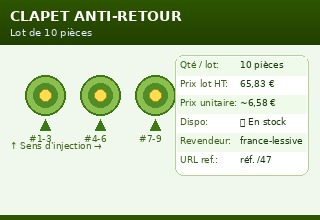 CLAPET ANTI-RETOUR
Lot de 10 pièces
#1-3 #4-6 #7-9
↑ Sens d'injection →
Qté / lot: 10 pièces
Prix lot HT: 65,83 €
Prix unitaire: ~6,58 €
Dispo: En stock
Revendeur: france-lessive
URL ref.: réf. /47